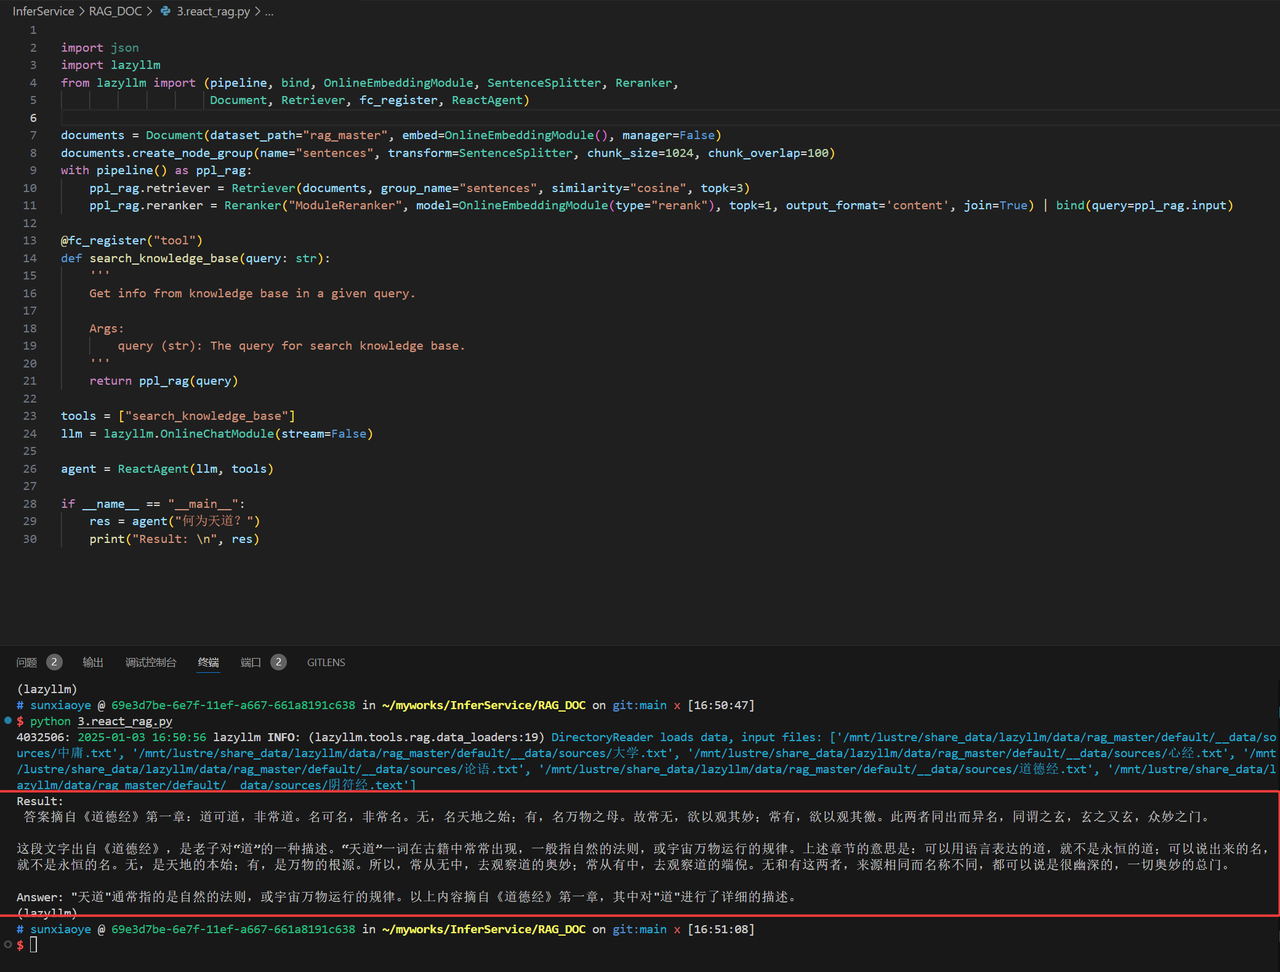 InferService > RAG_DOC > 3.react_rag.py > ...
1
2 import json
3 import lazyllm
4 from lazyllm import (pipeline, bind, OnlineEmbeddingModule, SentenceSplitter, Reranker,
5 Document, Retriever, fc_register, ReactAgent)
6
7 documents = Document(dataset_path="rag_master", embed=OnlineEmbeddingModule(), manager=False)
8 documents.create_node_group(name="sentences", transform=SentenceSplitter, chunk_size=1024, chunk_overlap=100)
9 with pipeline() as ppl_rag:
10 ppl_rag.retriever = Retriever(documents, group_name="sentences", similarity="cosine", topk=3)
11 ppl_rag.reranker = Reranker("ModuleReranker", model=OnlineEmbeddingModule(type="rerank"), topk=1, output_format='content', join=True) | bind(query=ppl_rag.input)
12
13 @fc_register("tool")
14 def search_knowledge_base(query: str):
15 '''
16 Get info from knowledge base in a given query.
17
18 Args:
19 query (str): The query for search knowledge base.
20 '''
21 return ppl_rag(query)
22
23 tools = ["search_knowledge_base"]
24 llm = lazyllm.OnlineChatModule(stream=False)
25
26 agent = ReactAgent(llm, tools)
27
28 if __name__ == "__main__":
29 res = agent("何为天道？")
30 print("Result: \n", res)
问题 2 输出 调试控制台 终端 端口 2 GITLENS
(lazyllm)
# sunxiaoye @ 69e3d7be-6e7f-11ef-a667-661a8191c638 in ~/myworks/InferService/RAG_DOC on git:main x [16:50:47]
$ python 3.react_rag.py
4032506: 2025-01-03 16:50:56 lazyllm INFO: (lazyllm.tools.rag.data_loaders:19) DirectoryReader loads data, input files: ['/mnt/lustre/share_data/lazyllm/data/rag_master/default/__data/so
urces/中庸.txt', '/mnt/lustre/share_data/lazyllm/data/rag_master/default/__data/sources/大学.txt', '/mnt/lustre/share_data/lazyllm/data/rag_master/default/__data/sources/心经.txt', '/mn
t/lustre/share_data/lazyllm/data/rag_master/default/__data/sources/论语.txt', '/mnt/lustre/share_data/lazyllm/data/rag_master/default/__data/sources/道德经.txt', '/mnt/lustre/share_data/l
azyllm/data/rag_master/default/__data/sources/阴符经.text']
Result:
答案摘自《道德经》第一章：道可道，非常道。名可名，非常名。无，名天地之始；有，名万物之母。故常无，欲以观其妙；常有，欲以观其徼。此两者同出而异名，同谓之玄，玄之又玄，众妙之门。
这段文字出自《道德经》，是老子对“道”的一种描述。“天道”一词在古籍中常常出现，一般指自然的法则，或宇宙万物运行的规律。上述章节的意思是：可以用语言表达的道，就不是永恒的道；可以说出来的名，
就不是永恒的名。无，是天地的本始；有，是万物的根源。所以，常从无中，去观察道的奥妙；常从有中，去观察道的端倪。无和有这两者，来源相同而名称不同，都可以说是很幽深的，一切奥妙的总门。
Answer: "天道"通常指的是自然的法则，或宇宙万物运行的规律。以上内容摘自《道德经》第一章，其中对"道"进行了详细的描述。
(lazyllm)
# sunxiaoye @ 69e3d7be-6e7f-11ef-a667-661a8191c638 in ~/myworks/InferService/RAG_DOC on git:main x [16:51:08]
$